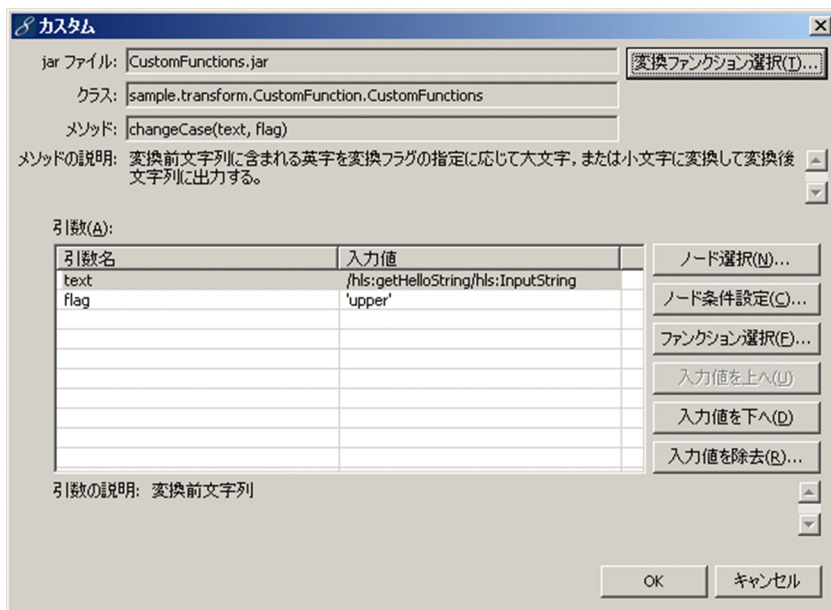 カスタム
jar ファイル: CustomFunctions.jar 変換ファンクション選択(T)...
クラス: sample.transform.CustomFunction.CustomFunctions
メソッド: changeCase(text, flag)
メソッドの説明: 変換前文字列に含まれる英字を変換フラグの指定に応じて大文字，または小文字に変換して変換後
文字列に出力する。
引数(A):
引数名 入力値
text /hls:getHelloString/hls:InputString
flag 'upper'
ノード選択(N)...
ノード条件設定(C)...
ファンクション選択(F)...
入力値を上へ(U)
入力値を下へ(D)
入力値を除去(R)...
引数の説明: 変換前文字列
OK キャンセル